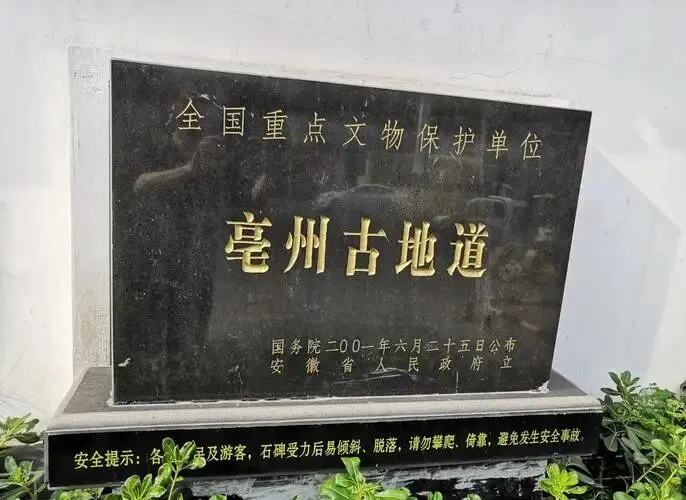 全国重点文物保护单位
亳州古地道
国务院二〇〇一年六月二十五日公布
安徽省人民政府立
安全提示：各 民及游客，石碑受力后易倾斜、脱落，请勿攀爬、倚靠，避免发生安全事故。